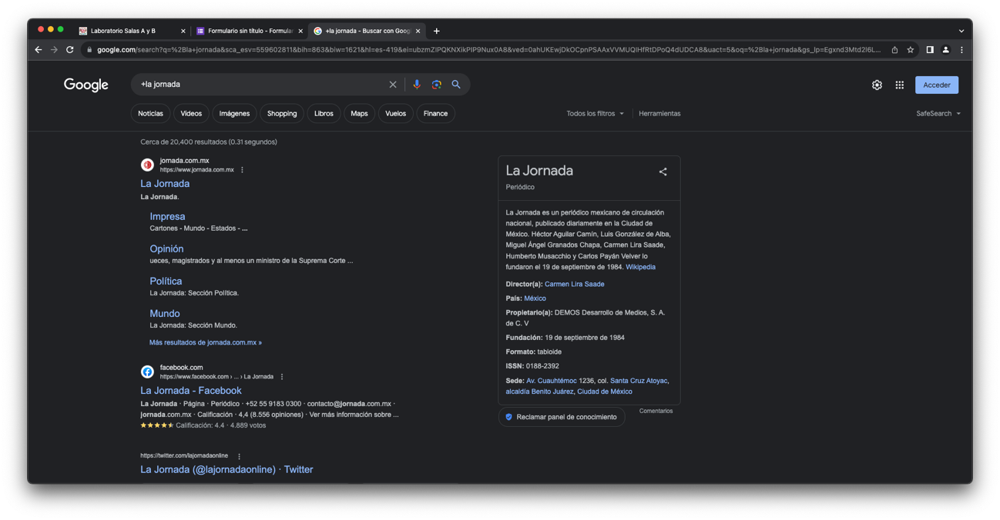 Laboratorio Salas A y B
Formulario sin título - Formular
+la jornada - Buscar con Goog
google.com/search?q=%2Bla+jornada&sca_esv=559602811&bih=863&biw=1621&hl=es-419&ei=ubzmZIPQKNXikPIP9Nux0A8&ved=0ahUKEwjDkOCpnPSAAxVVMUQIHfRtDPoQ4dUDCA8&uact=5&oq=%2Bla+jornada&gs_lp=Egxnd3Mtd2l6L...
Google
+la jornada
Acceder
Noticias
Videos
Imágenes
Shopping
Libros
Maps
Vuelos
Finance
Todos los filtros
Herramientas
SafeSearch
Cerca de 20,400 resultados (0.31 segundos)
jornada.com.mx
https://www.jornada.com.mx
La Jornada
La Jornada.
Impresa
Cartones - Mundo - Estados - ...
Opinión
ueces, magistrados y al menos un ministro de la Suprema Corte ...
Política
La Jornada: Sección Política.
Mundo
La Jornada: Sección Mundo.
Más resultados de jornada.com.mx »
facebook.com
https://www.facebook.com › ... › La Jornada
La Jornada - Facebook
La Jornada · Página · Periódico · +52 55 9183 0300 · contacto@jornada.com.mx ·
jornada.com.mx · Calificación · 4,4 (8.556 opiniones) · Ver más información sobre ...
Calificación: 4.4 · 4.889 votos
https://twitter.com/lajornadaonline
La Jornada (@lajornadaonline) · Twitter
La Jornada
Periódico
La Jornada es un periódico mexicano de circulación
nacional, publicado diariamente en la Ciudad de
México. Héctor Aguilar Camín, Luis González de Alba,
Miguel Ángel Granados Chapa, Carmen Lira Saade,
Humberto Musacchio y Carlos Payán Velver lo
fundaron el 19 de septiembre de 1984. Wikipedia
Director(a): Carmen Lira Saade
País: México
Propietario(a): DEMOS Desarrollo de Medios, S. A.
de C. V
Fundación: 19 de septiembre de 1984
Formato: tabloide
ISSN: 0188-2392
Sede: Av. Cuauhtémoc 1236, col. Santa Cruz Atoyac,
alcaldía Benito Juárez, Ciudad de México
Reclamar panel de conocimiento
Comentarios